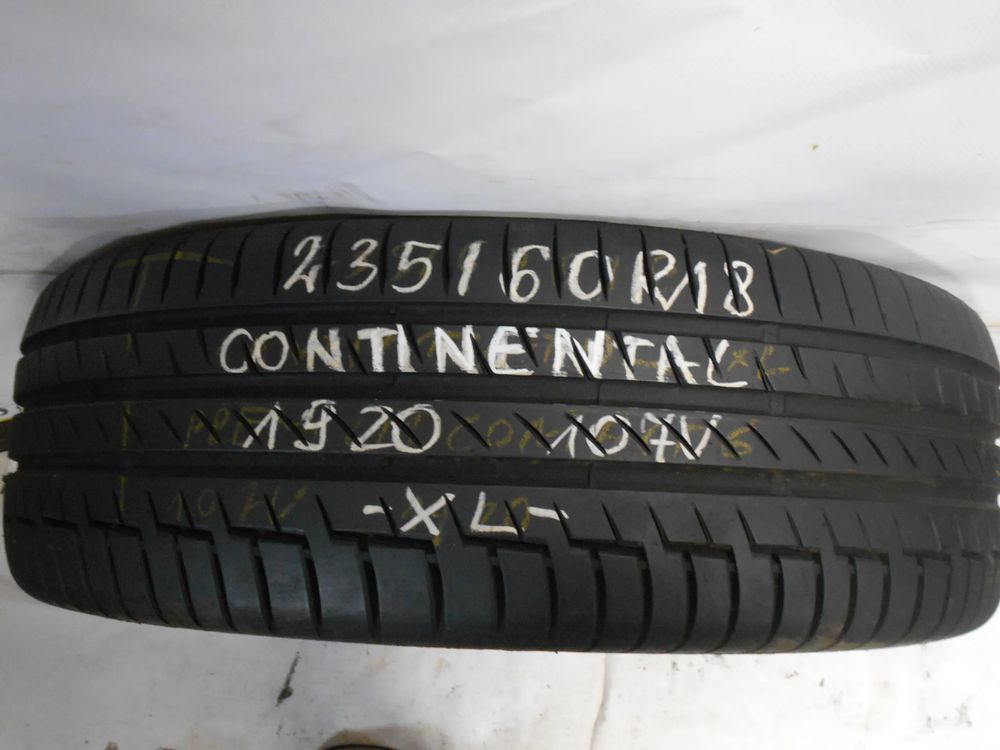 235/60R18
CONTINENTAL
1920 107V
-XL-